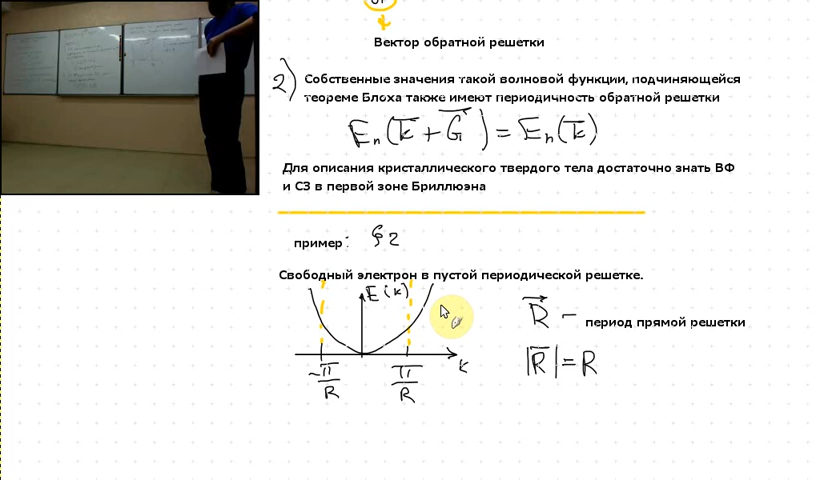 Вектор обратной решетки
2) Собственные значения такой волновой функции, подчиняющейся
теореме Блоха также имеют периодичность обратной решетки
Eₙ(k̅ + G̅) = Eₙ(k̅)
Для описания кристаллического твердого тела достаточно знать ВФ
и СЗ в первой зоне Бриллюэна
пример: § 2
Свободный электрон в пустой периодической решетке.
E(k)
R⃗ – период прямой решетки
|R̅| = R
-π/R π/R k